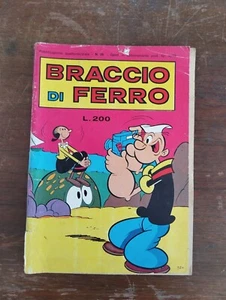 BRACCIO
DI FERRO
L. 200